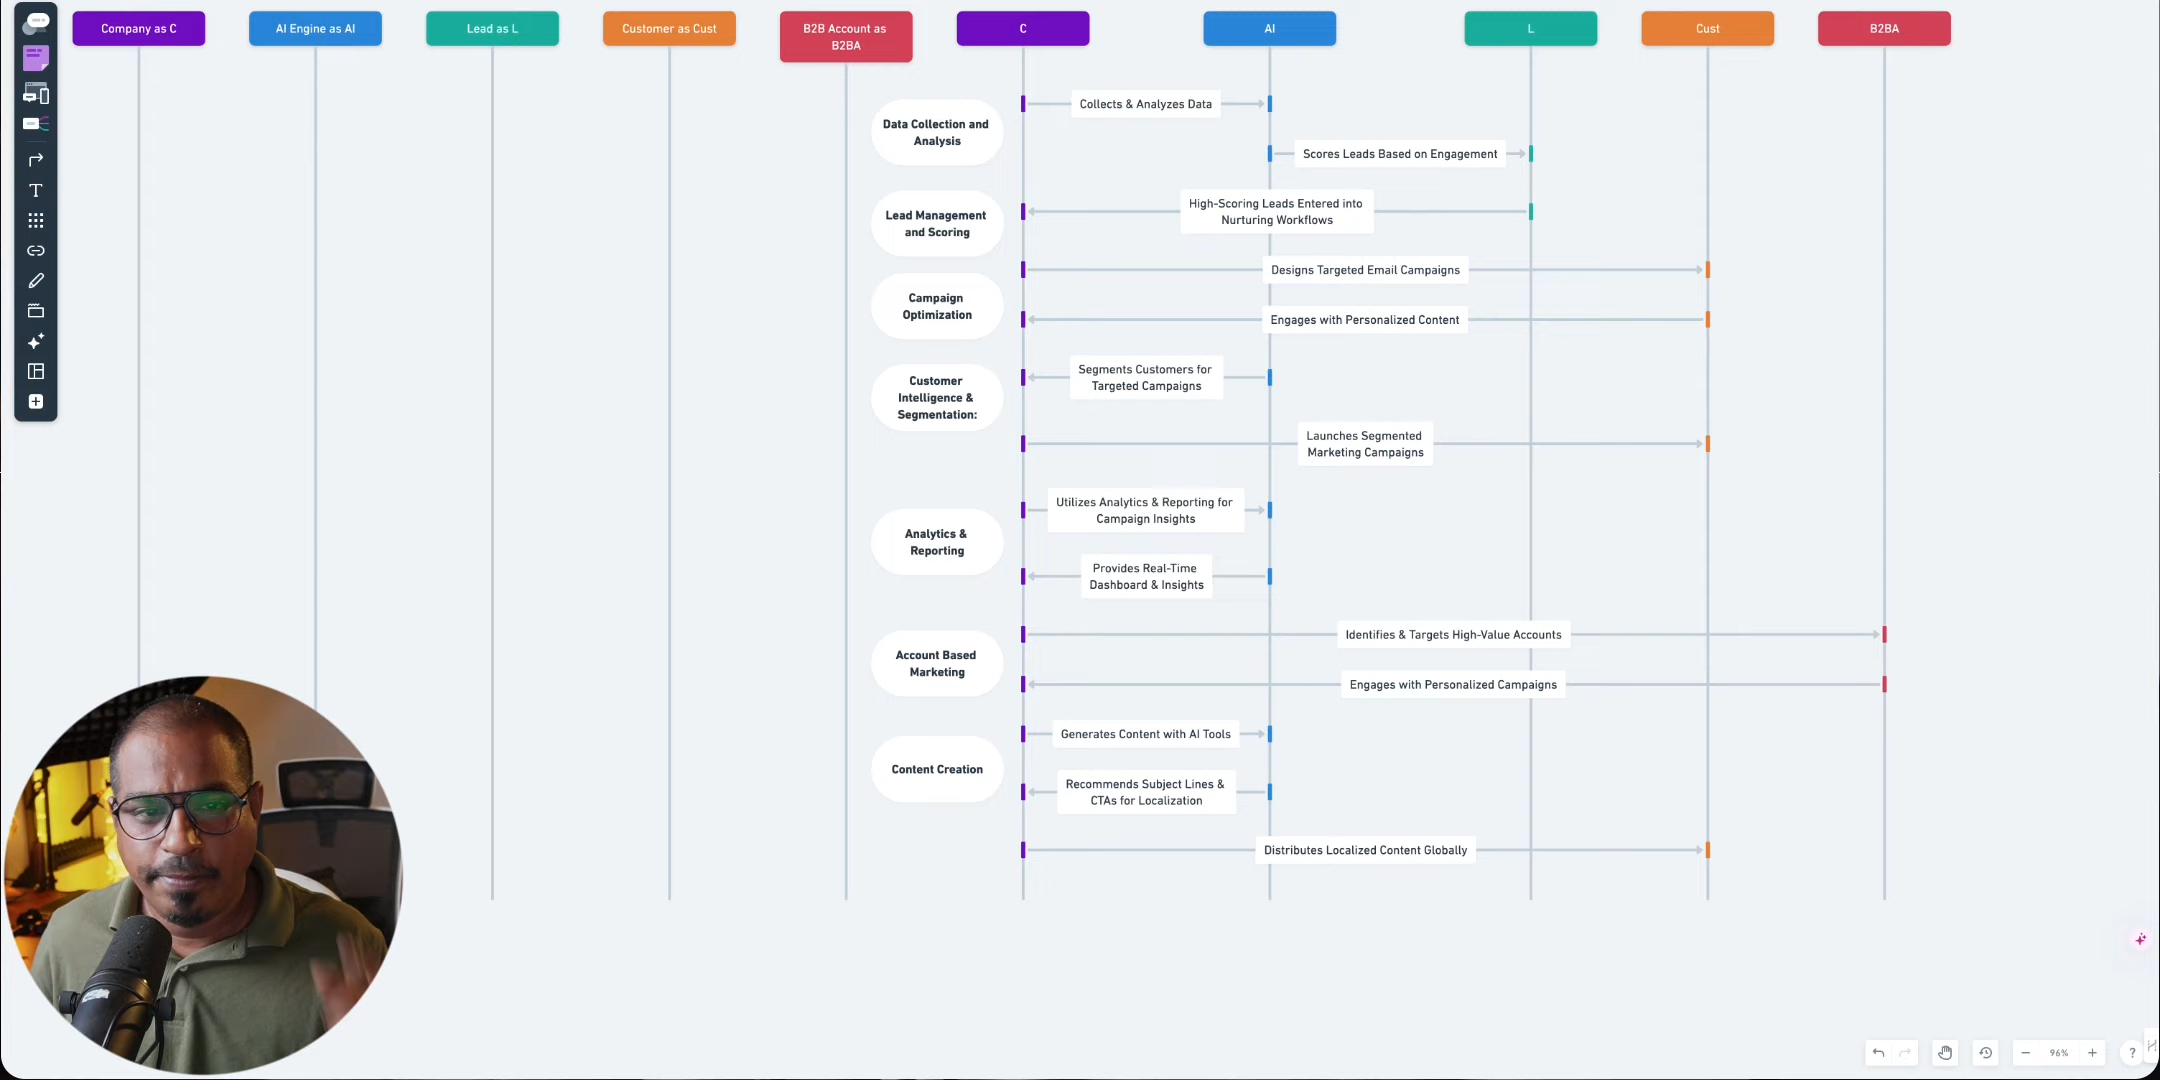 Company as C
AI Engine as AI
Lead as L
Customer as Cust
B2B Account as
B2BA
C
AI
L
Cust
B2BA
Data Collection and
Analysis
Collects & Analyzes Data
Scores Leads Based on Engagement
Lead Management
and Scoring
High-Scoring Leads Entered into
Nurturing Workflows
Designs Targeted Email Campaigns
Campaign
Optimization
Engages with Personalized Content
Customer
Intelligence &
Segmentation:
Segments Customers for
Targeted Campaigns
Launches Segmented
Marketing Campaigns
Analytics &
Reporting
Utilizes Analytics & Reporting for
Campaign Insights
Provides Real-Time
Dashboard & Insights
Account Based
Marketing
Identifies & Targets High-Value Accounts
Engages with Personalized Campaigns
Content Creation
Generates Content with AI Tools
Recommends Subject Lines &
CTAs for Localization
Distributes Localized Content Globally
T
96%
?